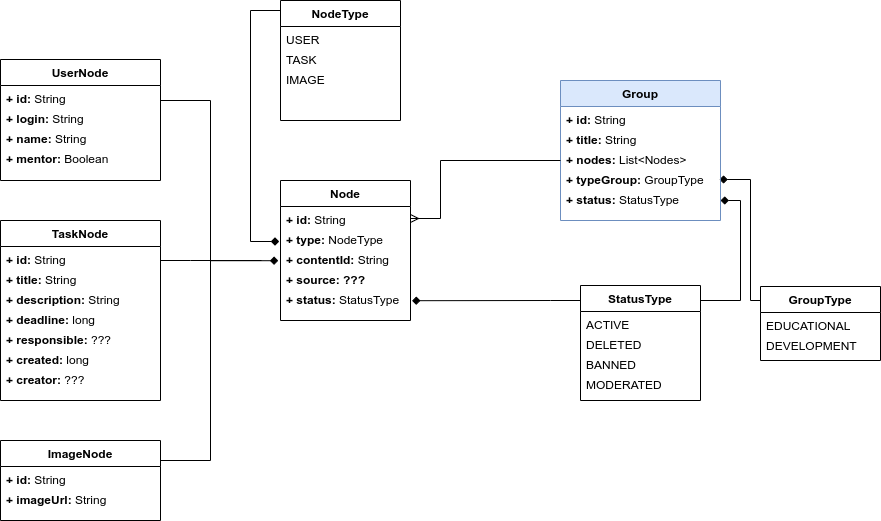 NodeType
USER
TASK
IMAGE
UserNode
+ id: String
+ login: String
+ name: String
+ mentor: Boolean
Group
+ id: String
+ title: String
+ nodes: List<Nodes>
+ typeGroup: GroupType
+ status: StatusType
Node
+ id: String
+ type: NodeType
+ contentId: String
+ source: ???
+ status: StatusType
TaskNode
+ id: String
+ title: String
+ description: String
+ deadline: long
+ responsible: ???
+ created: long
+ creator: ???
StatusType
ACTIVE
DELETED
BANNED
MODERATED
GroupType
EDUCATIONAL
DEVELOPMENT
ImageNode
+ id: String
+ imageUrl: String